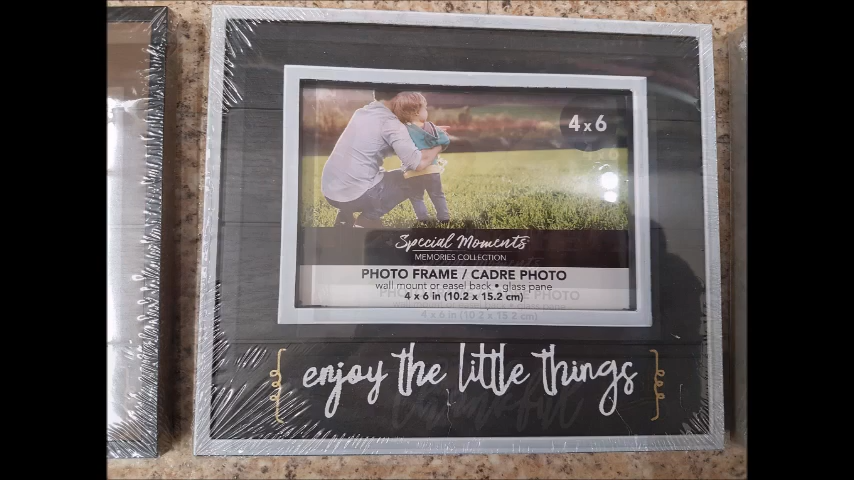 4 x 6
Special Moments
MEMORIES COLLECTION
PHOTO FRAME / CADRE PHOTO
wall mount or easel back • glass pane
4 x 6 in (10.2 x 15.2 cm)
enjoy the little things